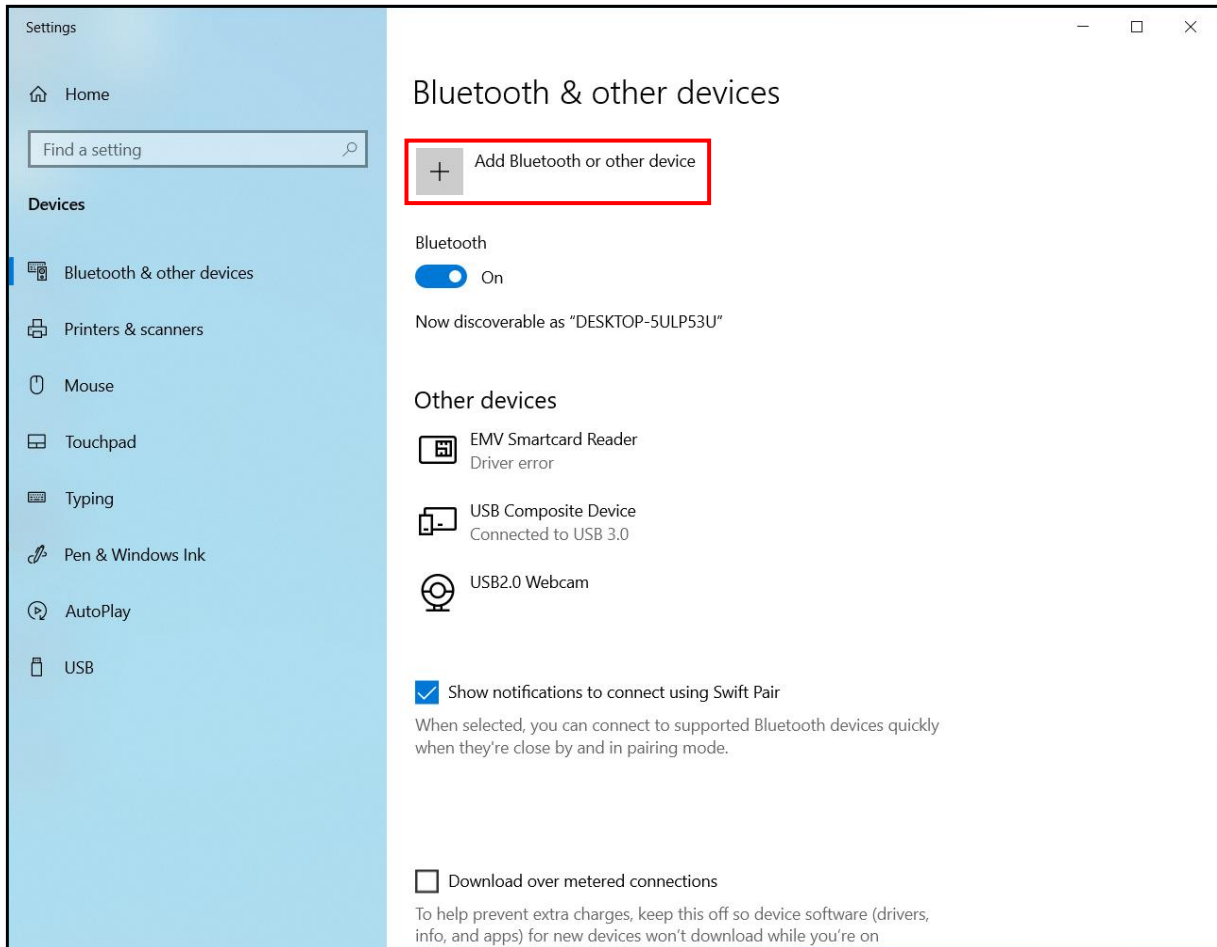 Settings
Home
Find a setting
Devices
Bluetooth & other devices
Printers & scanners
Mouse
Touchpad
Typing
Pen & Windows Ink
AutoPlay
USB
Bluetooth & other devices
Add Bluetooth or other device
Bluetooth
On
Now discoverable as “DESKTOP-5ULP53U”
Other devices
EMV Smartcard Reader
Driver error
USB Composite Device
Connected to USB 3.0
USB2.0 Webcam
Show notifications to connect using Swift Pair
When selected, you can connect to supported Bluetooth devices quickly
when they're close by and in pairing mode.
Download over metered connections
To help prevent extra charges, keep this off so device software (drivers,
info, and apps) for new devices won’t download while you’re on